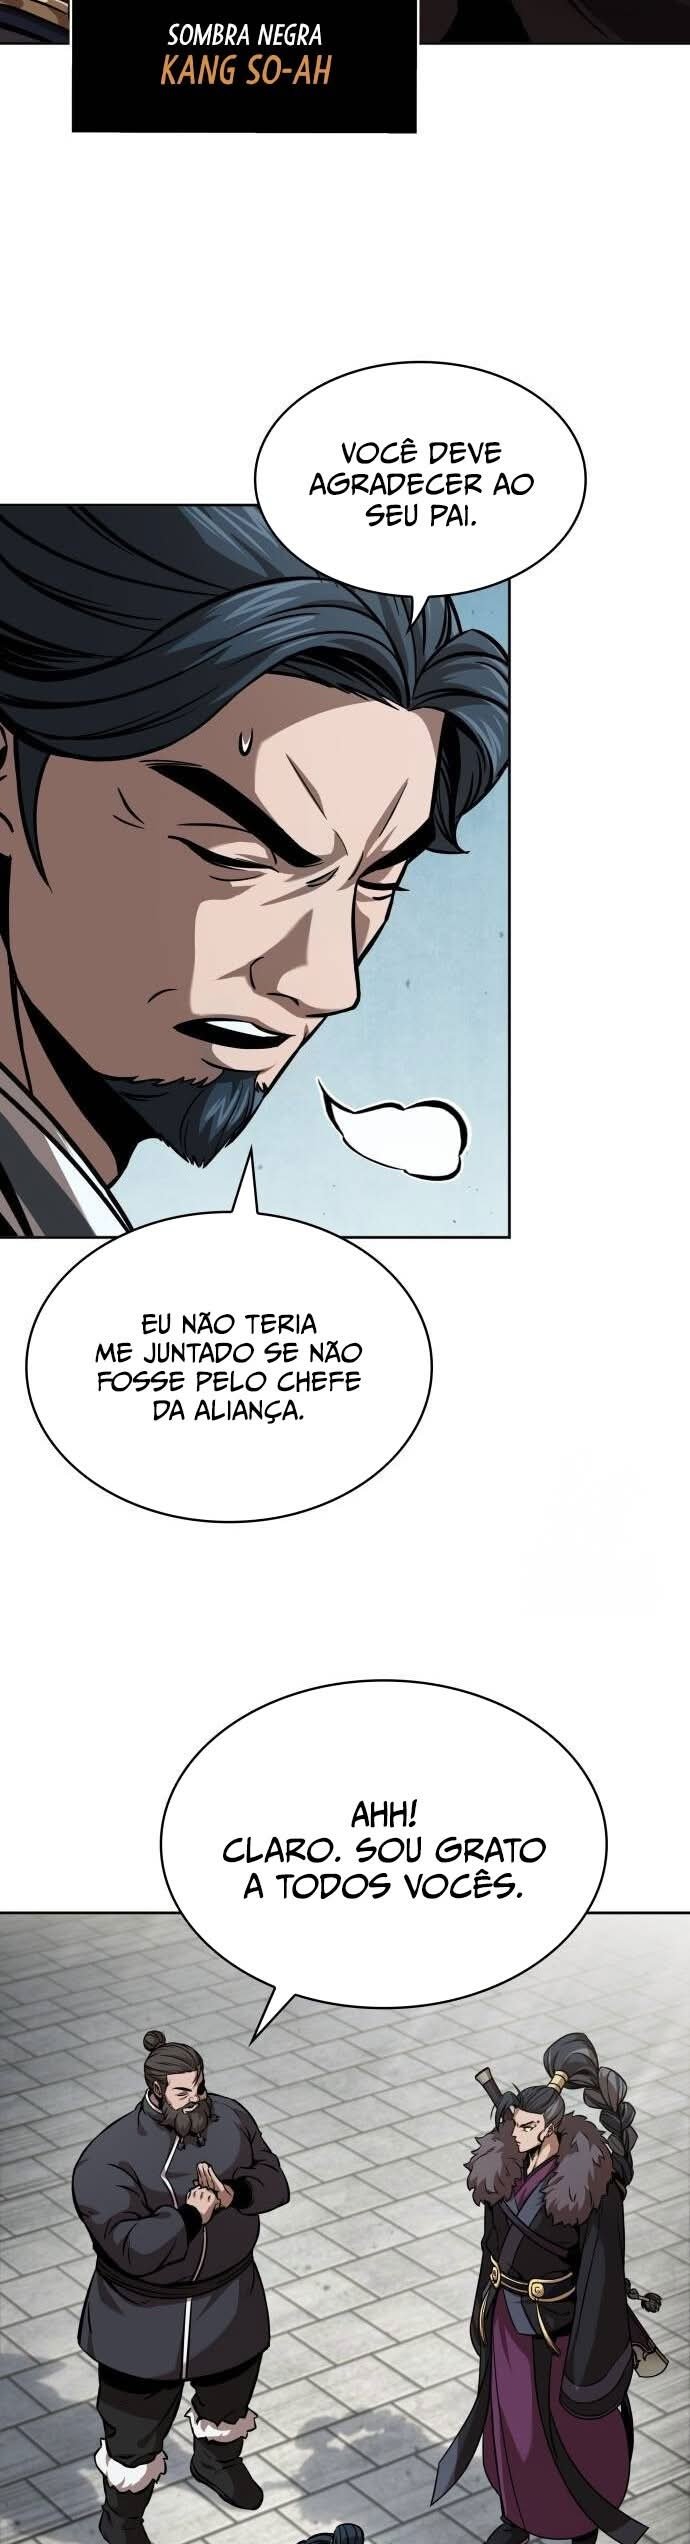 SOMBRA NEGRA
KANG SO-AH
VOCÊ DEVE
AGRADECER AO
SEU PAI.
EU NÃO TERIA
ME JUNTADO SE NÃO
FOSSE PELO CHEFE
DA ALIANÇA.
AHH!
CLARO. SOU GRATO
A TODOS VOCÊS.